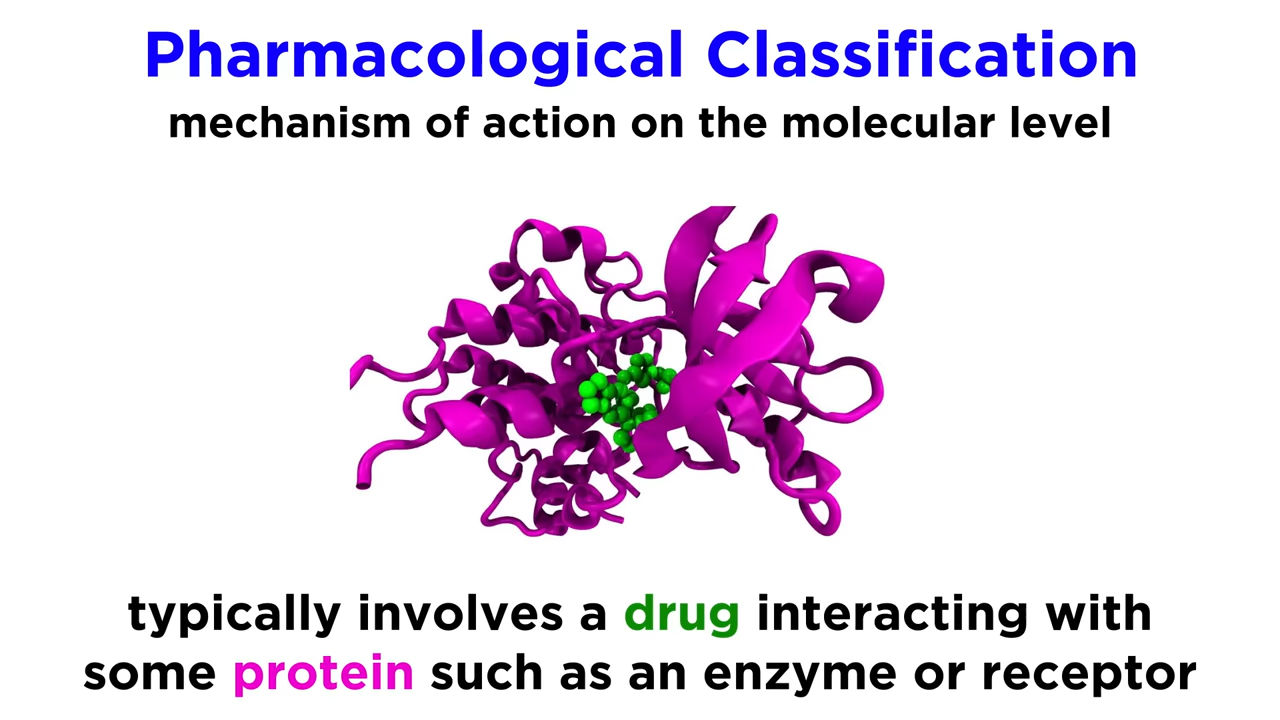 Pharmacological Classification
mechanism of action on the molecular level
typically involves a drug interacting with
some protein such as an enzyme or receptor